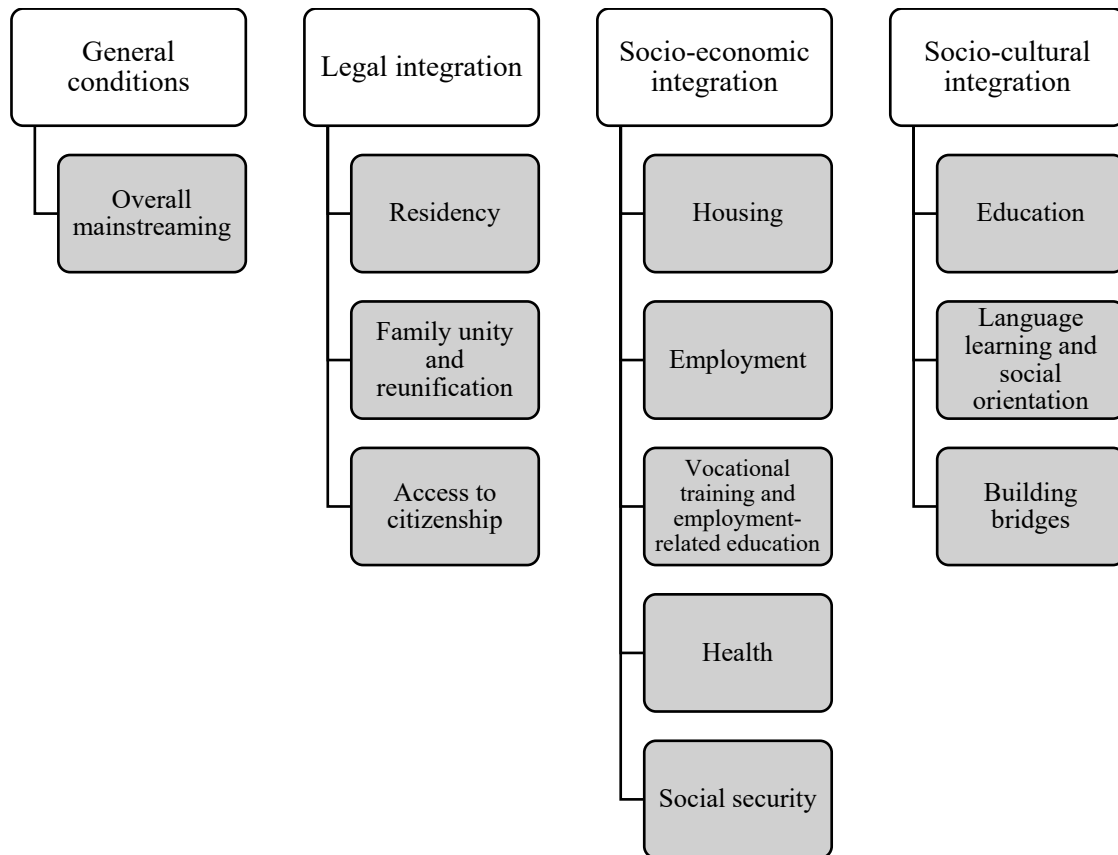 General
conditions
Overall
mainstreaming
Legal integration
Residency
Family unity
and
reunification
Access to
citizenship
Socio-economic
integration
Housing
Employment
Vocational
training and
employment-
related education
Health
Social security
Socio-cultural
integration
Education
Language
learning and
social
orientation
Building
bridges